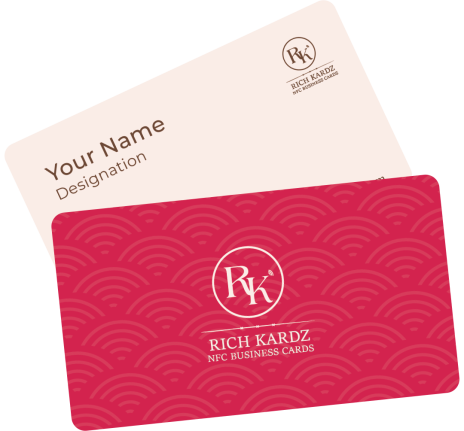 RK
RICH KARDZ
NFC BUSINESS CARDS
Your Name
Designation
RK
RICH KARDZ
NFC BUSINESS CARDS